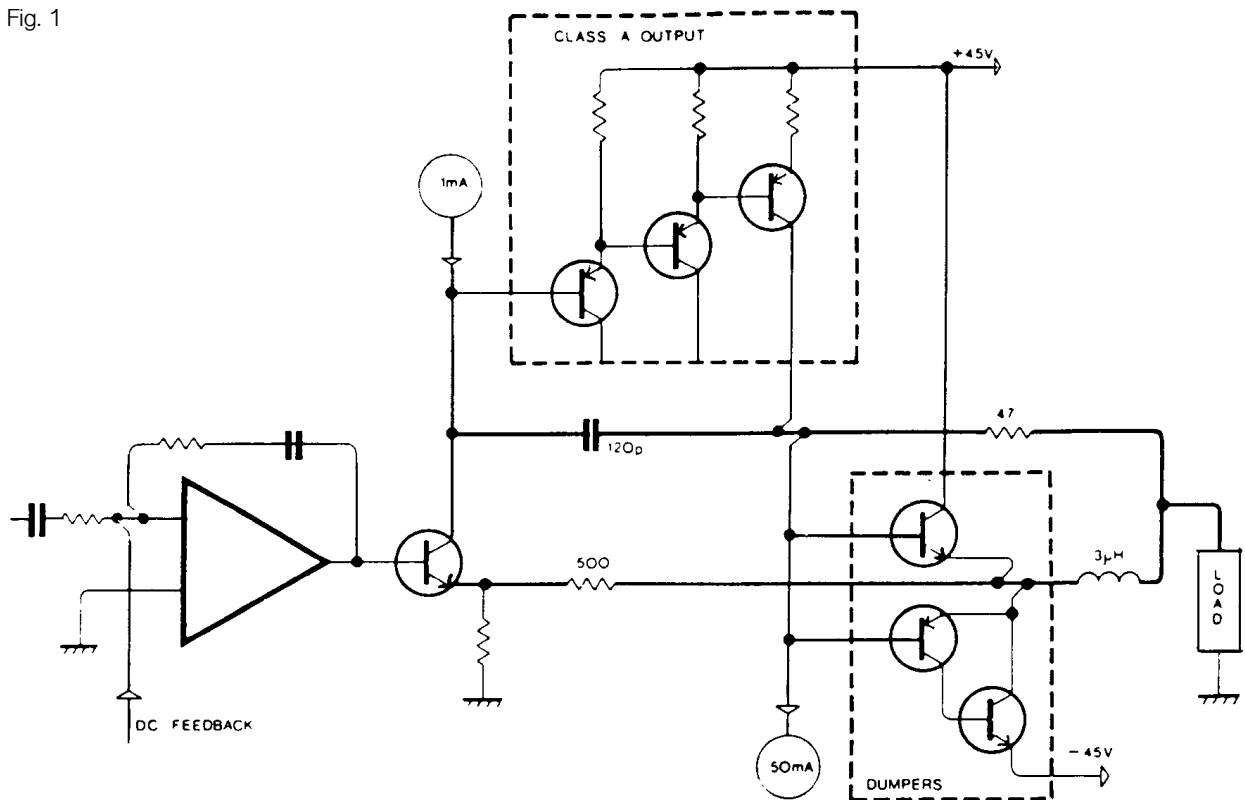 Fig. 1
CLASS A OUTPUT
+45V
1mA
120p
47
500
3μH
LOAD
DC FEEDBACK
50mA
-45V
DUMPERS